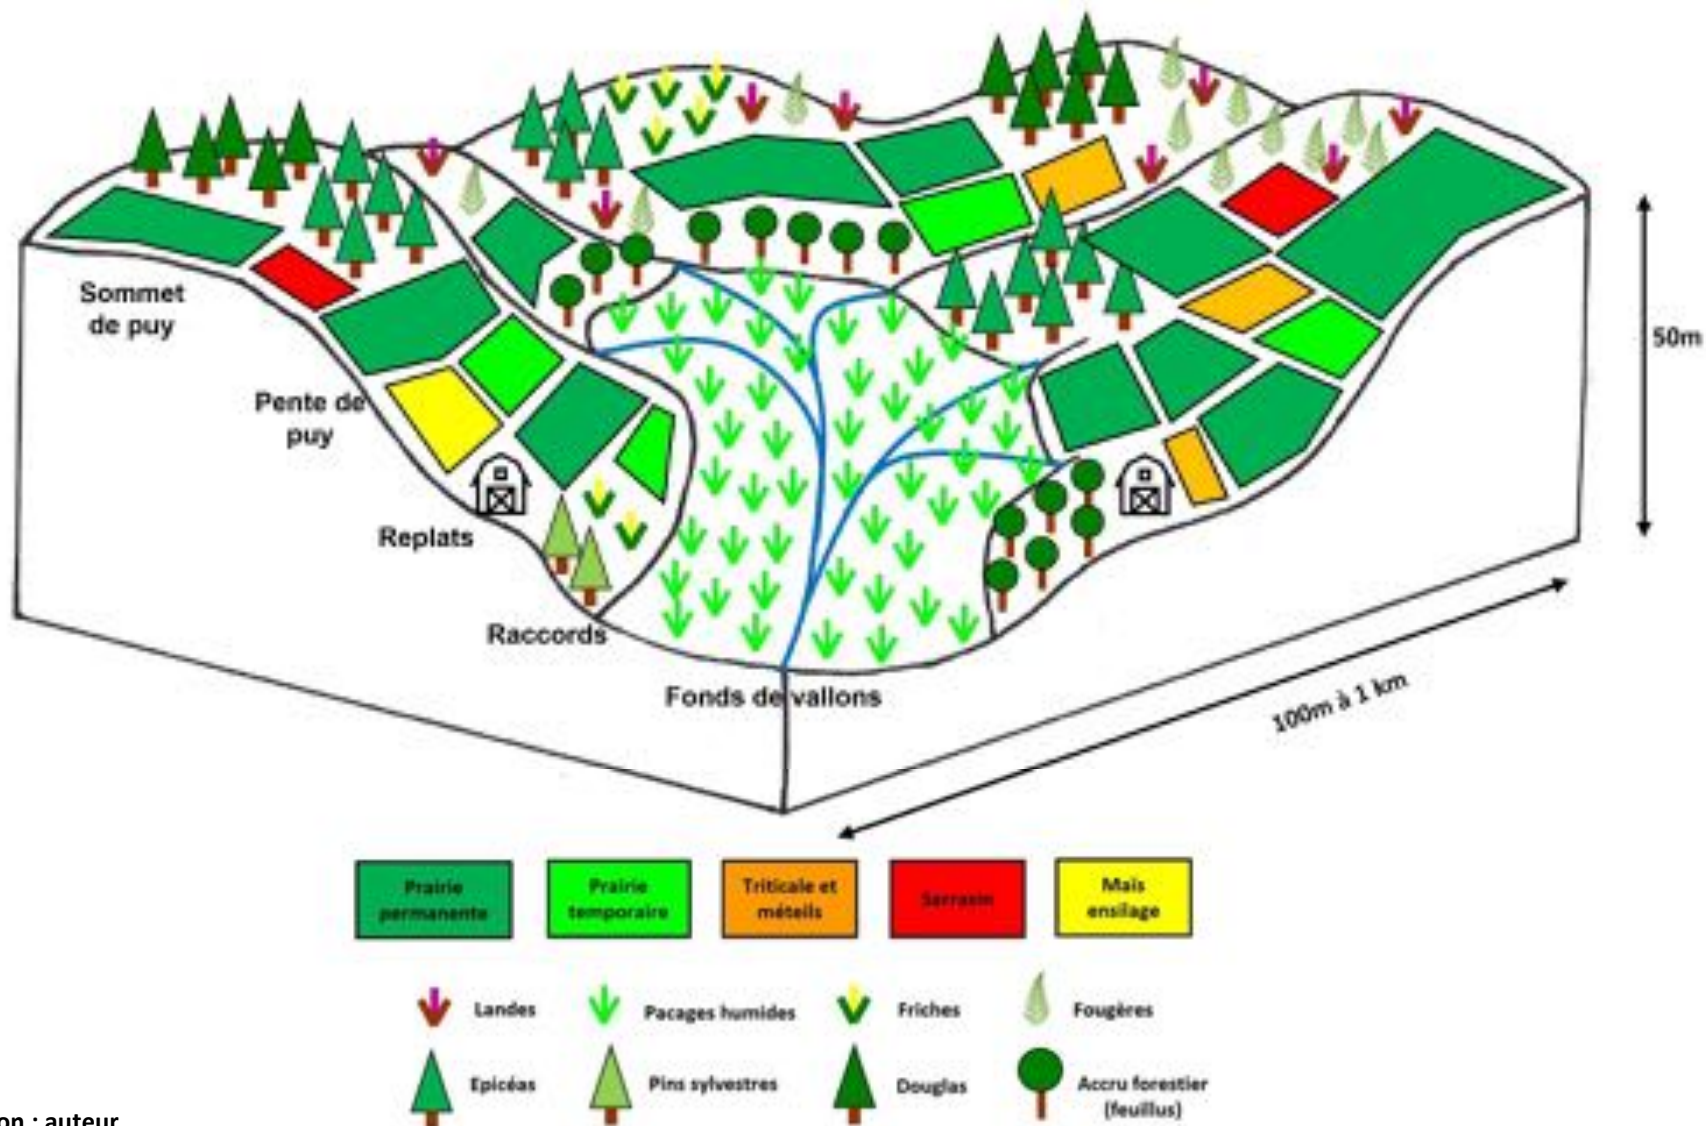 Sommet
de puy
Pente de
puy
Replats
Raccords
Fonds de vallons
50m
100m à 1 km
Prairie
permanente
Prairie
temporaire
Triticale et
méteils
Sarrasin
Maïs
ensilage
Landes
Pacages humides
Friches
Fougères
Epicéas
Pins sylvestres
Douglas
Accru forestier
(feuillus)
on : auteur